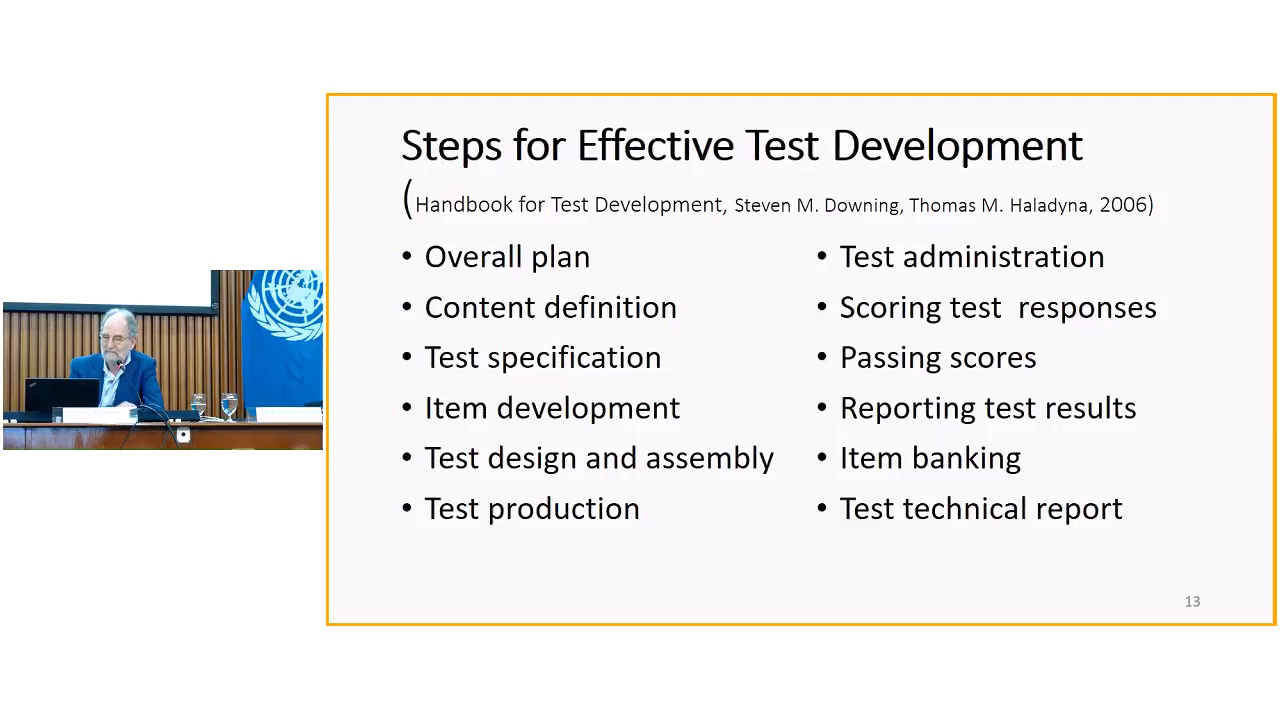 Steps for Effective Test Development
(Handbook for Test Development, Steven M. Downing, Thomas M. Haladyna, 2006)
• Overall plan
• Content definition
• Test specification
• Item development
• Test design and assembly
• Test production
• Test administration
• Scoring test  responses
• Passing scores
• Reporting test results
• Item banking
• Test technical report
13